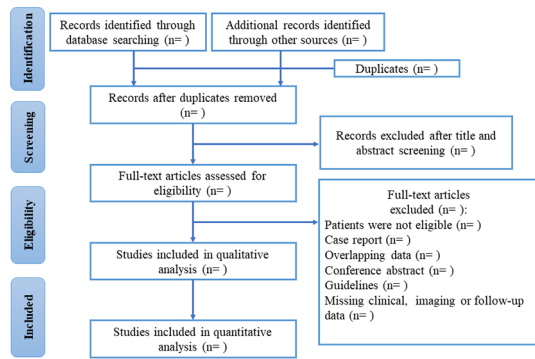 Identification
Records identified through
database searching (n= )
Additional records identified
through other sources (n= )
Duplicates (n= )
Records after duplicates removed
(n= )
Screening
Records excluded after title and
abstract screening (n= )
Full-text articles assessed for
eligibility (n= )
Eligibility
Full-text articles
excluded (n= ):
Patients were not eligible (n= )
Case report (n= )
Overlapping data (n= )
Conference abstract (n= )
Guidelines (n= )
Missing clinical, imaging or follow-up
data (n= )
Studies included in qualitative
analysis (n= )
Included
Studies included in quantitative
analysis (n= )